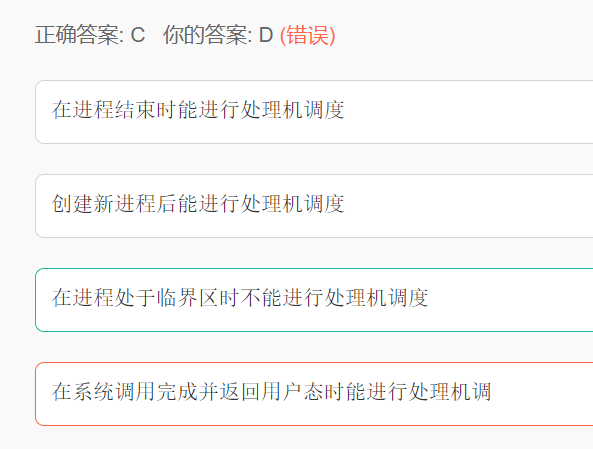 正确答案: C 你的答案: D (错误)
在进程结束时能进行处理机调度
创建新进程后能进行处理机调度
在进程处于临界区时不能进行处理机调度
在系统调用完成并返回用户态时能进行处理机调